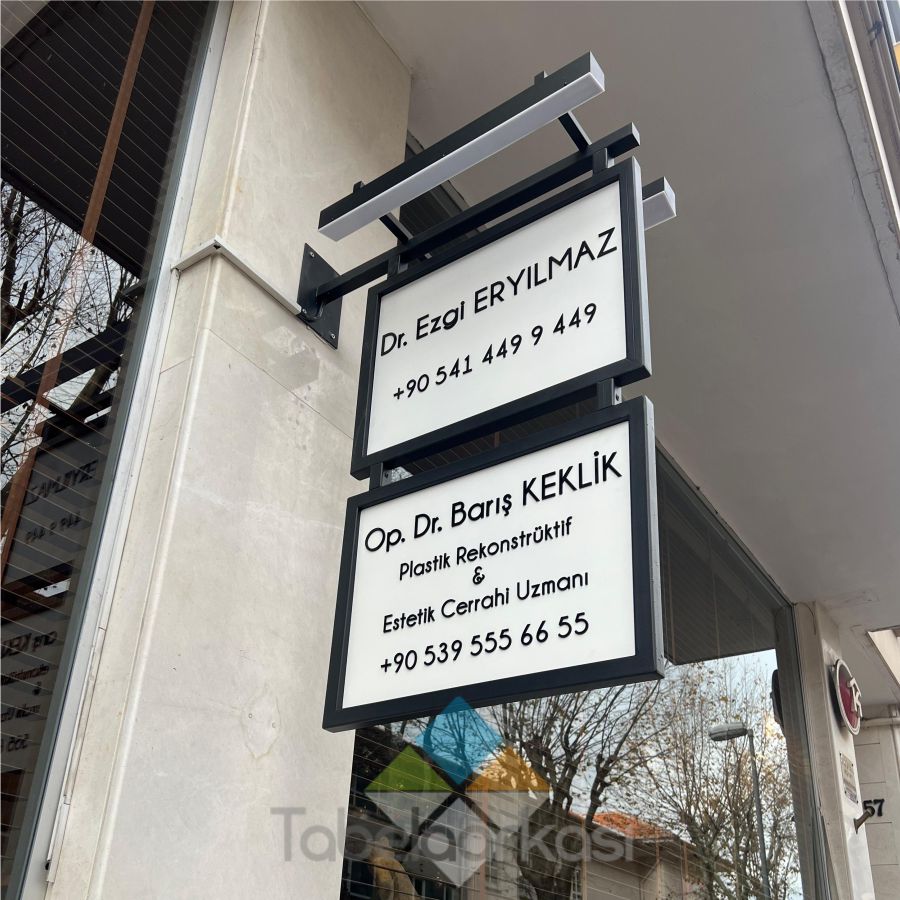 Dr. Ezgi ERYILMAZ
+90 541 449 9 449
Op. Dr. Barış KEKLİK
Plastik Rekonstrüktif
&
Estetik Cerrahi Uzmanı
+90 539 555 66 55
57
Tabelaarkası